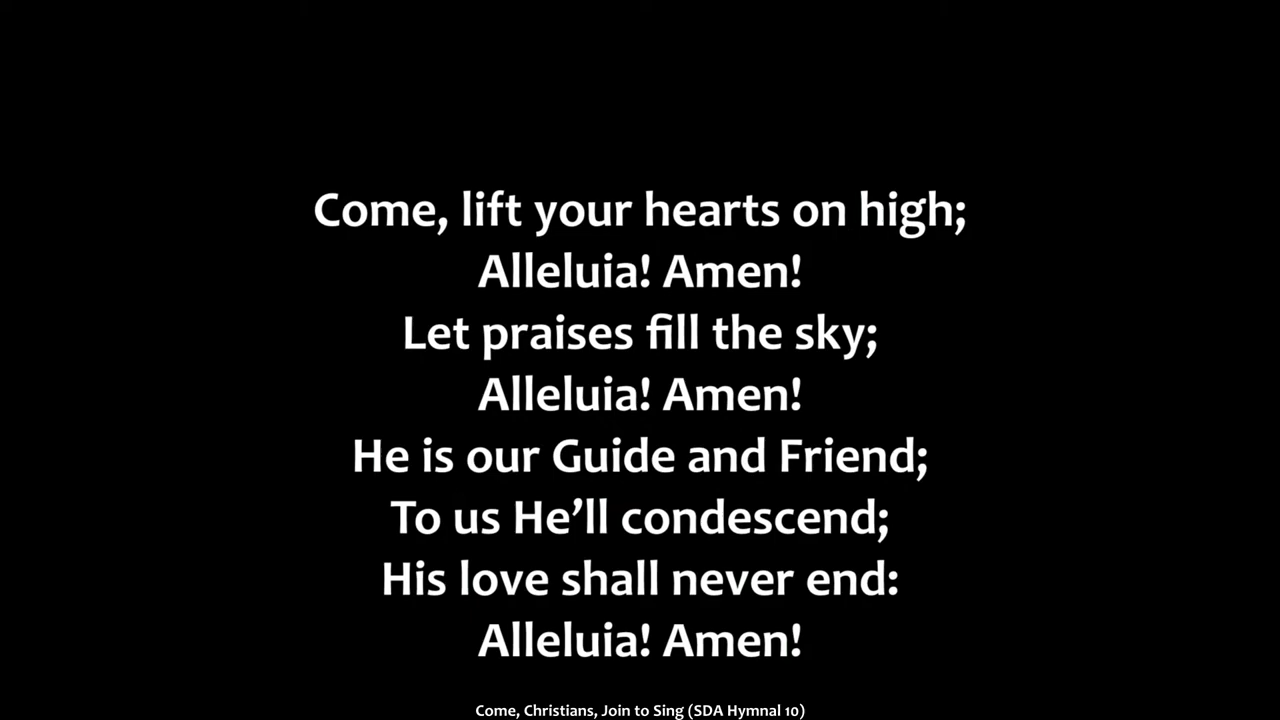 Come, lift your hearts on high;
Alleluia! Amen!
Let praises fill the sky;
Alleluia! Amen!
He is our Guide and Friend;
To us He’ll condescend;
His love shall never end:
Alleluia! Amen!
Come, Christians, Join to Sing (SDA Hymnal 10)